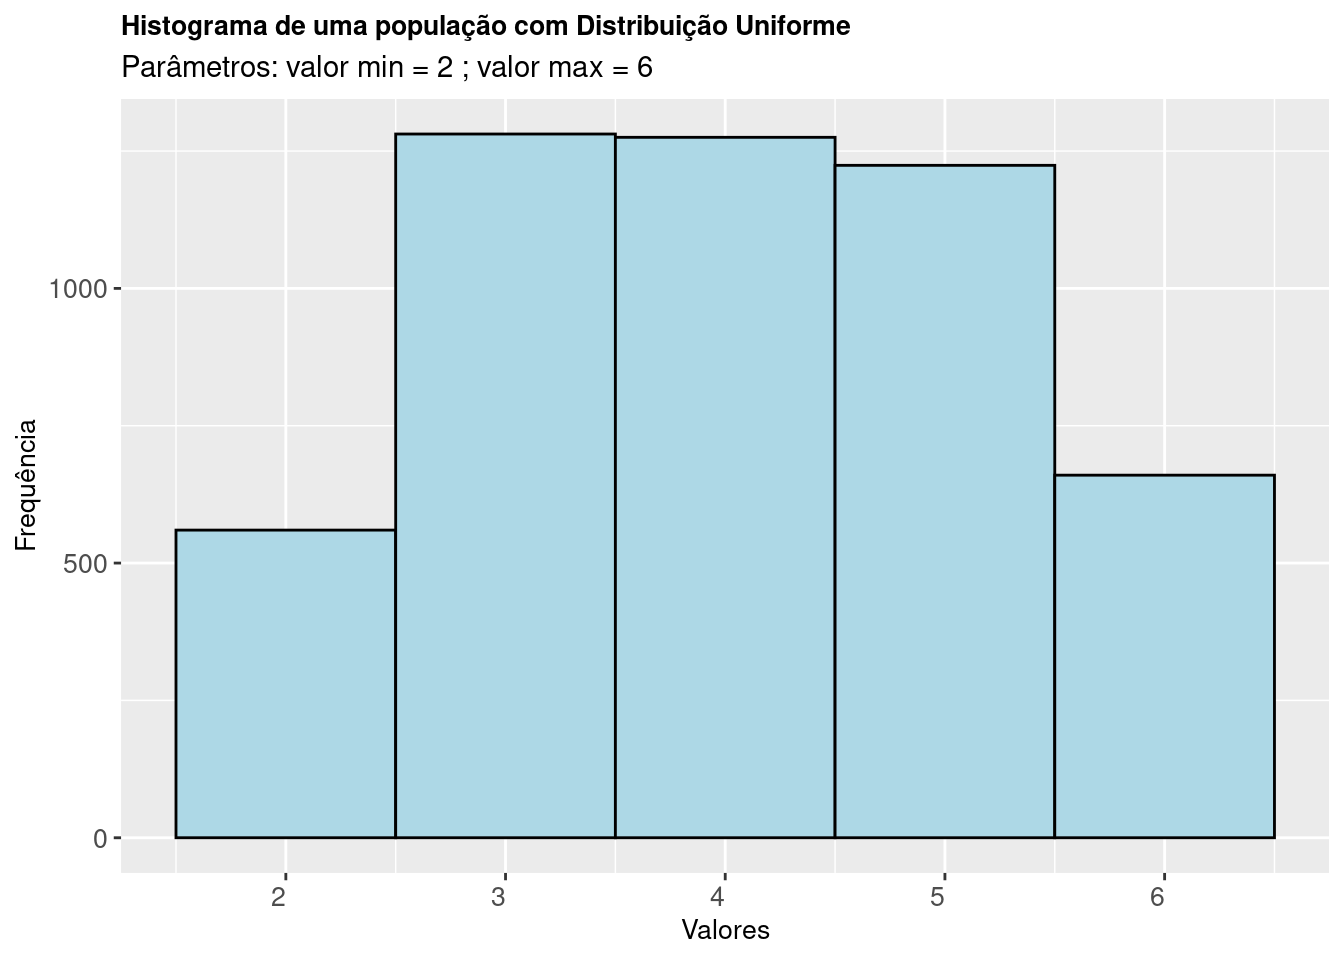 Histograma de uma população com Distribuição Uniforme
Parâmetros: valor min = 2 ; valor max = 6
Frequência
1000
500
0
2 3 4 5 6
Valores